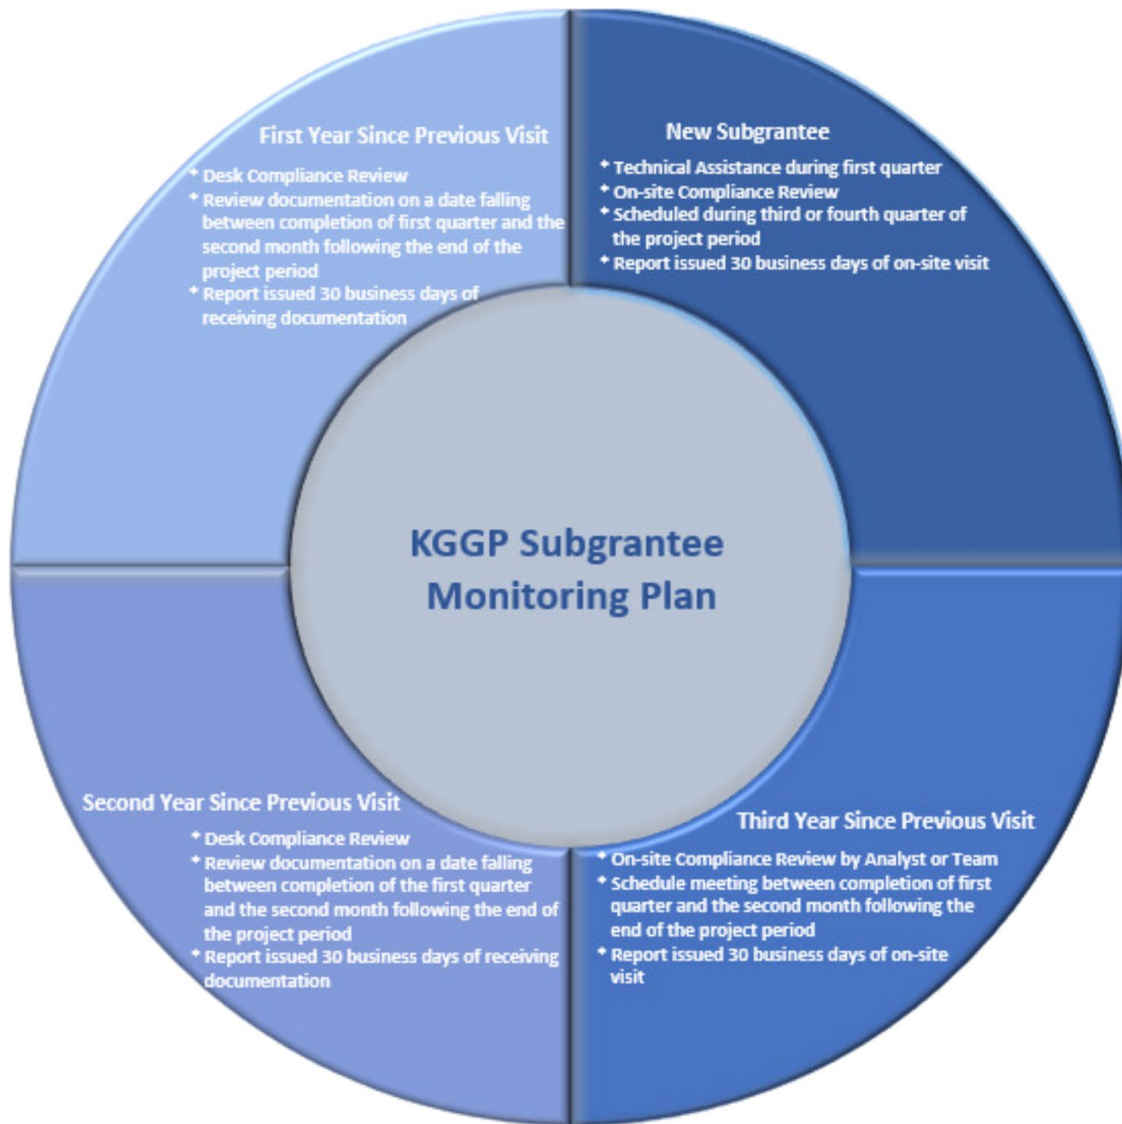 First Year Since Previous Visit
* Desk Compliance Review
* Review documentation on a date falling
between completion of first quarter and the
second month following the end of the
project period
* Report issued 30 business days of
receiving documentation
New Subgrantee
* Technical Assistance during first quarter
* On-site Compliance Review
* Scheduled during third or fourth quarter of
the project period
* Report issued 30 business days of on-site visit
KGGP Subgrantee
Monitoring Plan
Second Year Since Previous Visit
* Desk Compliance Review
* Review documentation on a date falling
between completion of the first quarter
and the second month following the end of
the project period
* Report issued 30 business days of receiving
documentation
Third Year Since Previous Visit
* On-site Compliance Review by Analyst or Team
* Schedule meeting between completion of first
quarter and the second month following the
end of the project period
* Report issued 30 business days of on-site
visit